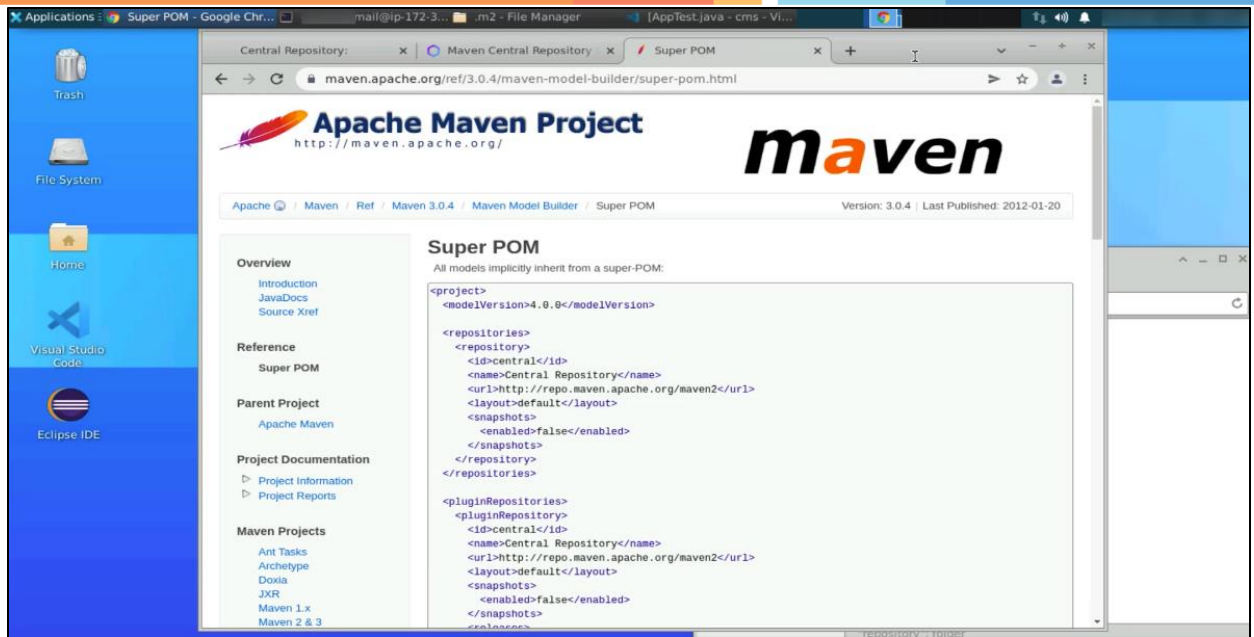 Applications : Super POM - Google Chr... mail@ip-172-3... .m2 - File Manager [AppTest.java - cms - Vi...
Trash
File System
Home
Visual Studio Code
Eclipse IDE
Central Repository: Maven Central Repository Super POM
maven.apache.org/ref/3.0.4/maven-model-builder/super-pom.html
Apache Maven Project
http://maven.apache.org/
maven
Apache / Maven / Ref / Maven 3.0.4 / Maven Model Builder / Super POM Version: 3.0.4 | Last Published: 2012-01-20
Overview
Introduction
JavaDocs
Source Xref
Reference
Super POM
Parent Project
Apache Maven
Project Documentation
Project Information
Project Reports
Maven Projects
Ant Tasks
Archetype
Doxia
JXR
Maven 1.x
Maven 2 & 3
Super POM
All models implicitly inherit from a super-POM:
<project>
<modelVersion>4.0.0</modelVersion>
<repositories>
<repository>
<id>central</id>
<name>Central Repository</name>
<url>http://repo.maven.apache.org/maven2</url>
<layout>default</layout>
<snapshots>
<enabled>false</enabled>
</snapshots>
</repository>
</repositories>
<pluginRepositories>
<pluginRepository>
<id>central</id>
<name>Central Repository</name>
<url>http://repo.maven.apache.org/maven2</url>
<layout>default</layout>
<snapshots>
<enabled>false</enabled>
</snapshots>
<releases>
"repository": folder